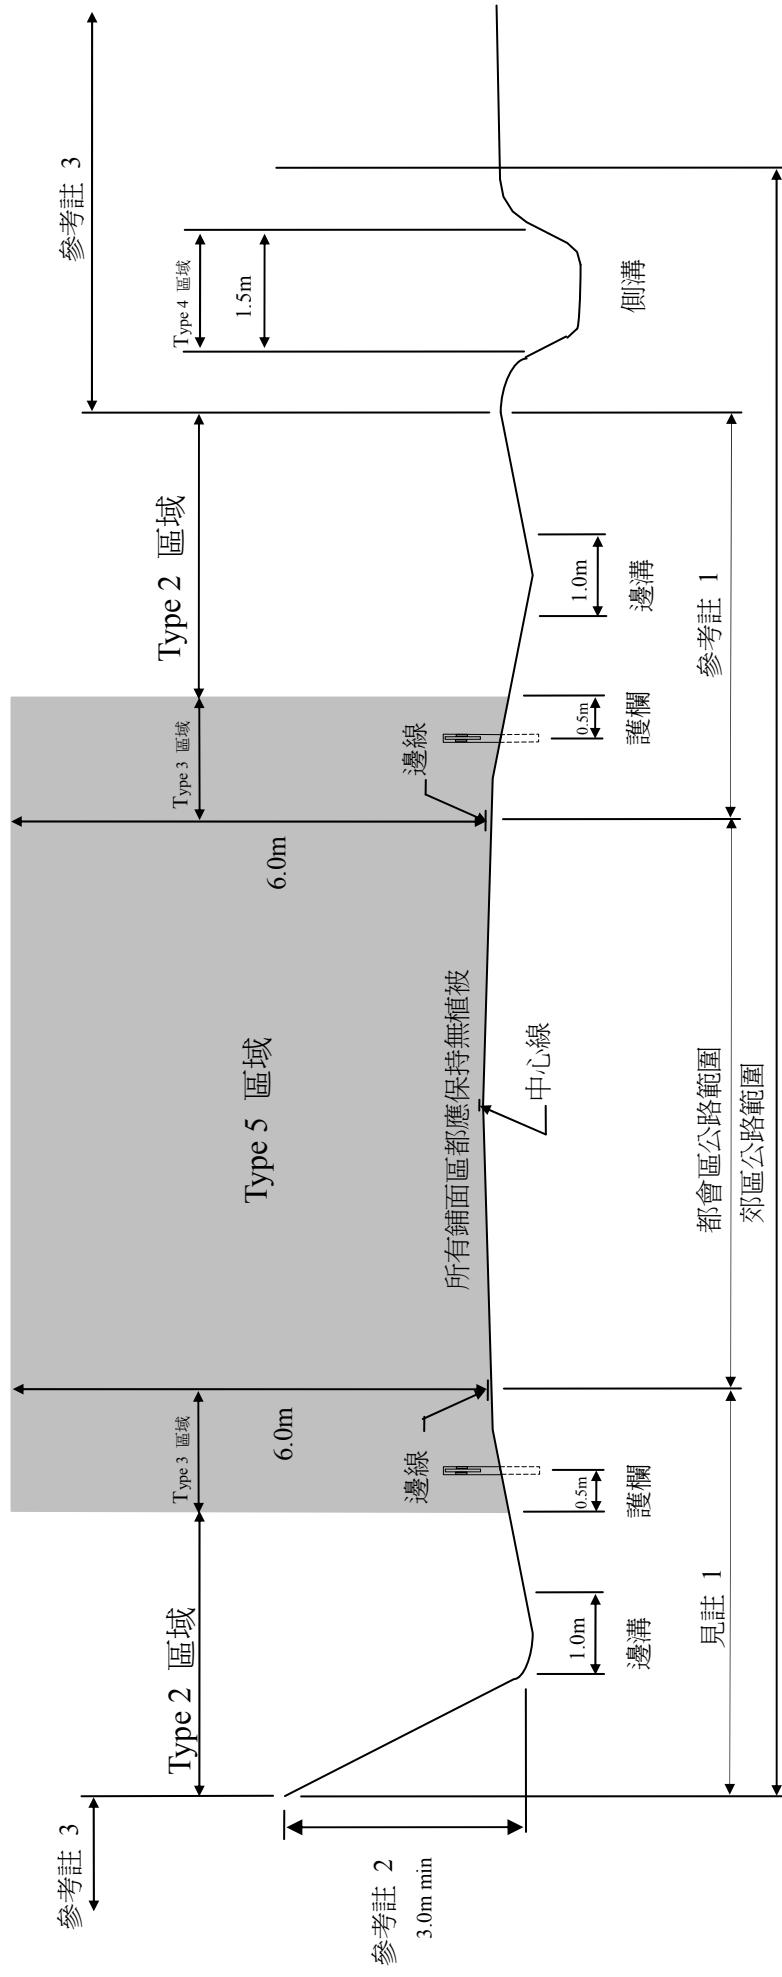 參考註 3
Type 2 區域
Type 3 區域
6.0m
Type 5 區域
6.0m
Type 3 區域
Type 2 區域
參考註 3
Type 4 區域
1.5m
參考註 2
3.0m min
邊線
所有鋪面區都應保持無植被
邊線
中心線
1.0m
邊溝
0.5m
護欄
0.5m
護欄
1.0m
邊溝
側溝
見註 1
都會區公路範圍
參考註 1
郊區公路範圍